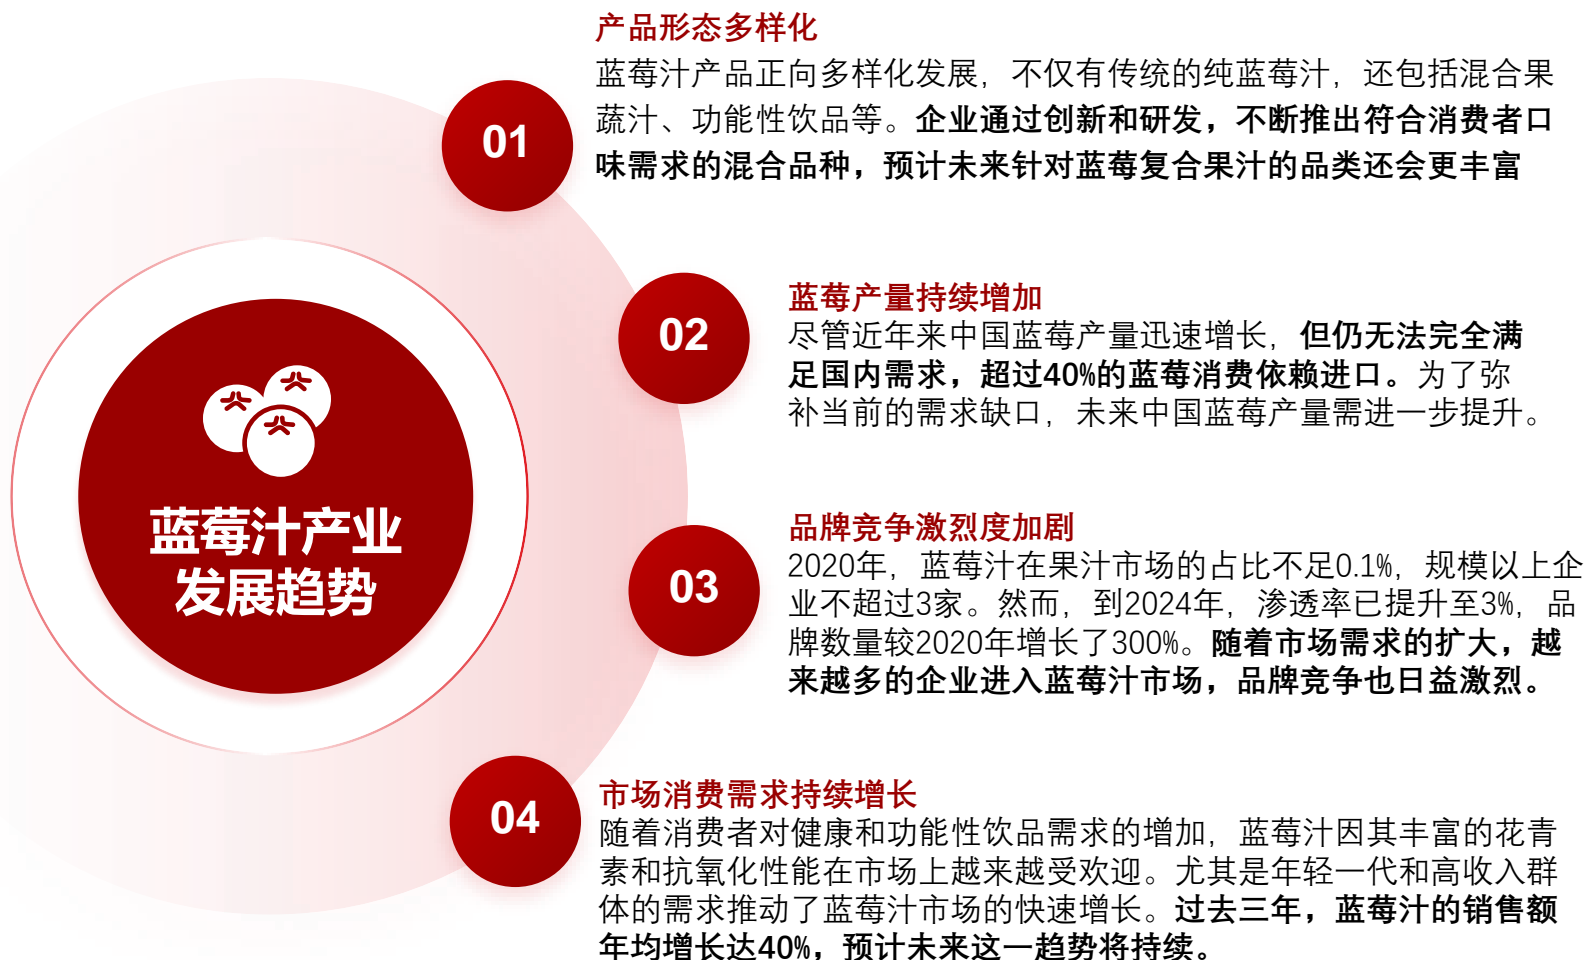 产品形态多样化
蓝莓汁产品正向多样化发展，不仅有传统的纯蓝莓汁，还包括混合果
蔬汁、功能性饮品等。企业通过创新和研发，不断推出符合消费者口
味需求的混合品种，预计未来针对蓝莓复合果汁的品类还会更丰富
01
蓝莓产量持续增加
尽管近年来中国蓝莓产量迅速增长，但仍无法完全满
足国内需求，超过40%的蓝莓消费依赖进口。为了弥
补当前的需求缺口，未来中国蓝莓产量需进一步提升。
02
蓝莓汁产业
发展趋势
品牌竞争激烈度加剧
2020年，蓝莓汁在果汁市场的占比不足0.1%，规模以上企
业不超过3家。然而，到2024年，渗透率已提升至3%，品
牌数量较2020年增长了300%。随着市场需求的扩大，越
来越多的企业进入蓝莓汁市场，品牌竞争也日益激烈。
03
市场消费需求持续增长
随着消费者对健康和功能性饮品需求的增加，蓝莓汁因其丰富的花青
素和抗氧化性能在市场上越来越受欢迎。尤其是年轻一代和高收入群
体的需求推动了蓝莓汁市场的快速增长。过去三年，蓝莓汁的销售额
年均增长达40%，预计未来这一趋势将持续。
04